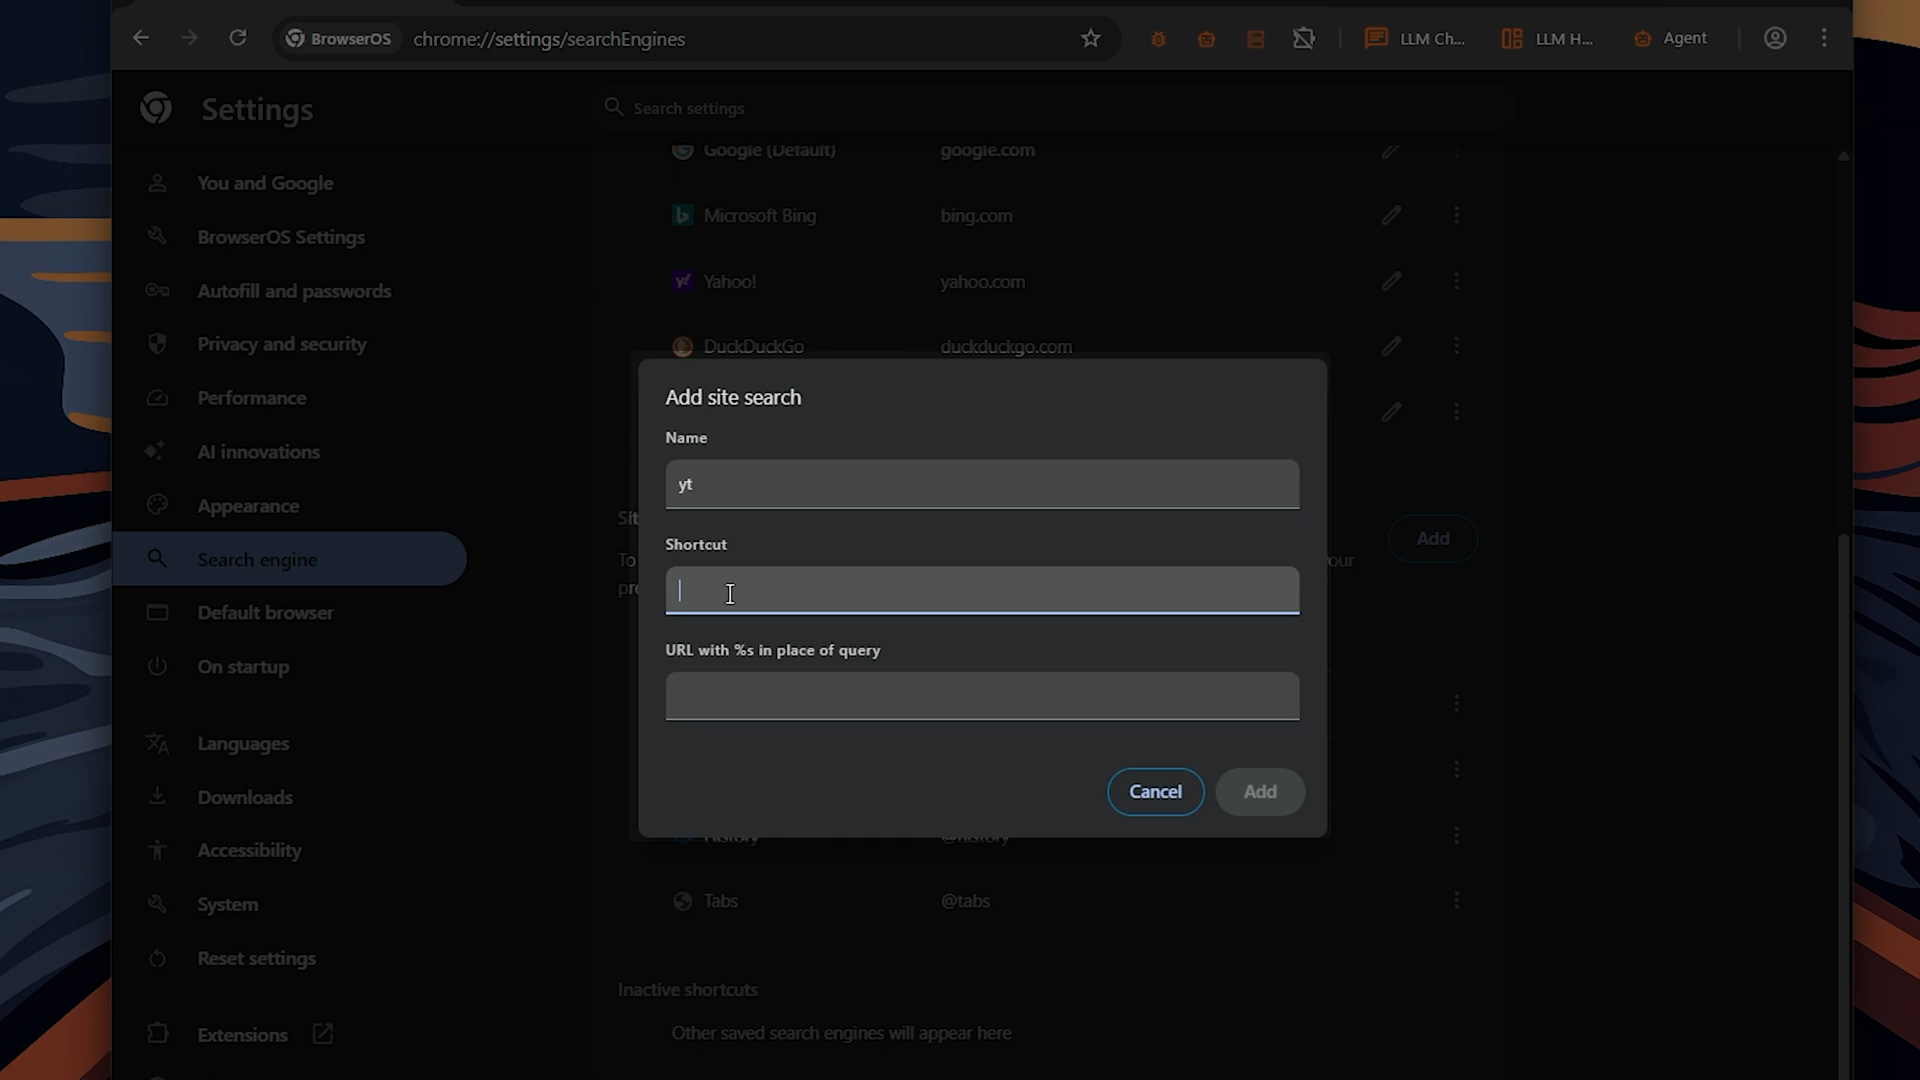 BrowserOS
chrome://settings/searchEngines
LLM Ch...
LLM H...
Agent
Settings
Search settings
You and Google
BrowserOS Settings
Autofill and passwords
Privacy and security
Performance
AI innovations
Appearance
Search engine
Default browser
On startup
Languages
Downloads
Accessibility
System
Reset settings
Extensions
Google (Default) google.com
Microsoft Bing bing.com
Yahoo! yahoo.com
DuckDuckGo duckduckgo.com
Add
Add site search
Name
yt
Shortcut
URL with %s in place of query
Cancel
Add
History @history
Tabs @tabs
Inactive shortcuts
Other saved search engines will appear here